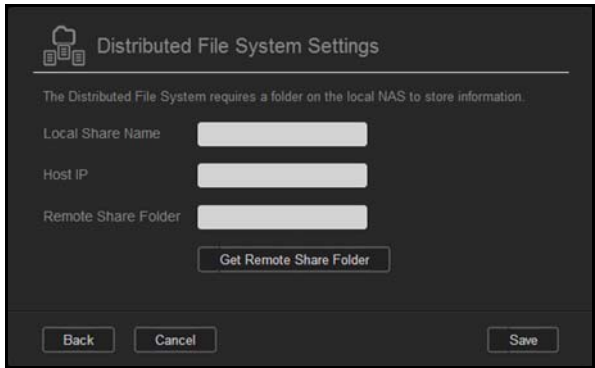 Distributed File System Settings
The Distributed File System requires a folder on the local NAS to store information.
Local Share Name
Host IP
Remote Share Folder
Get Remote Share Folder
Back Cancel Save